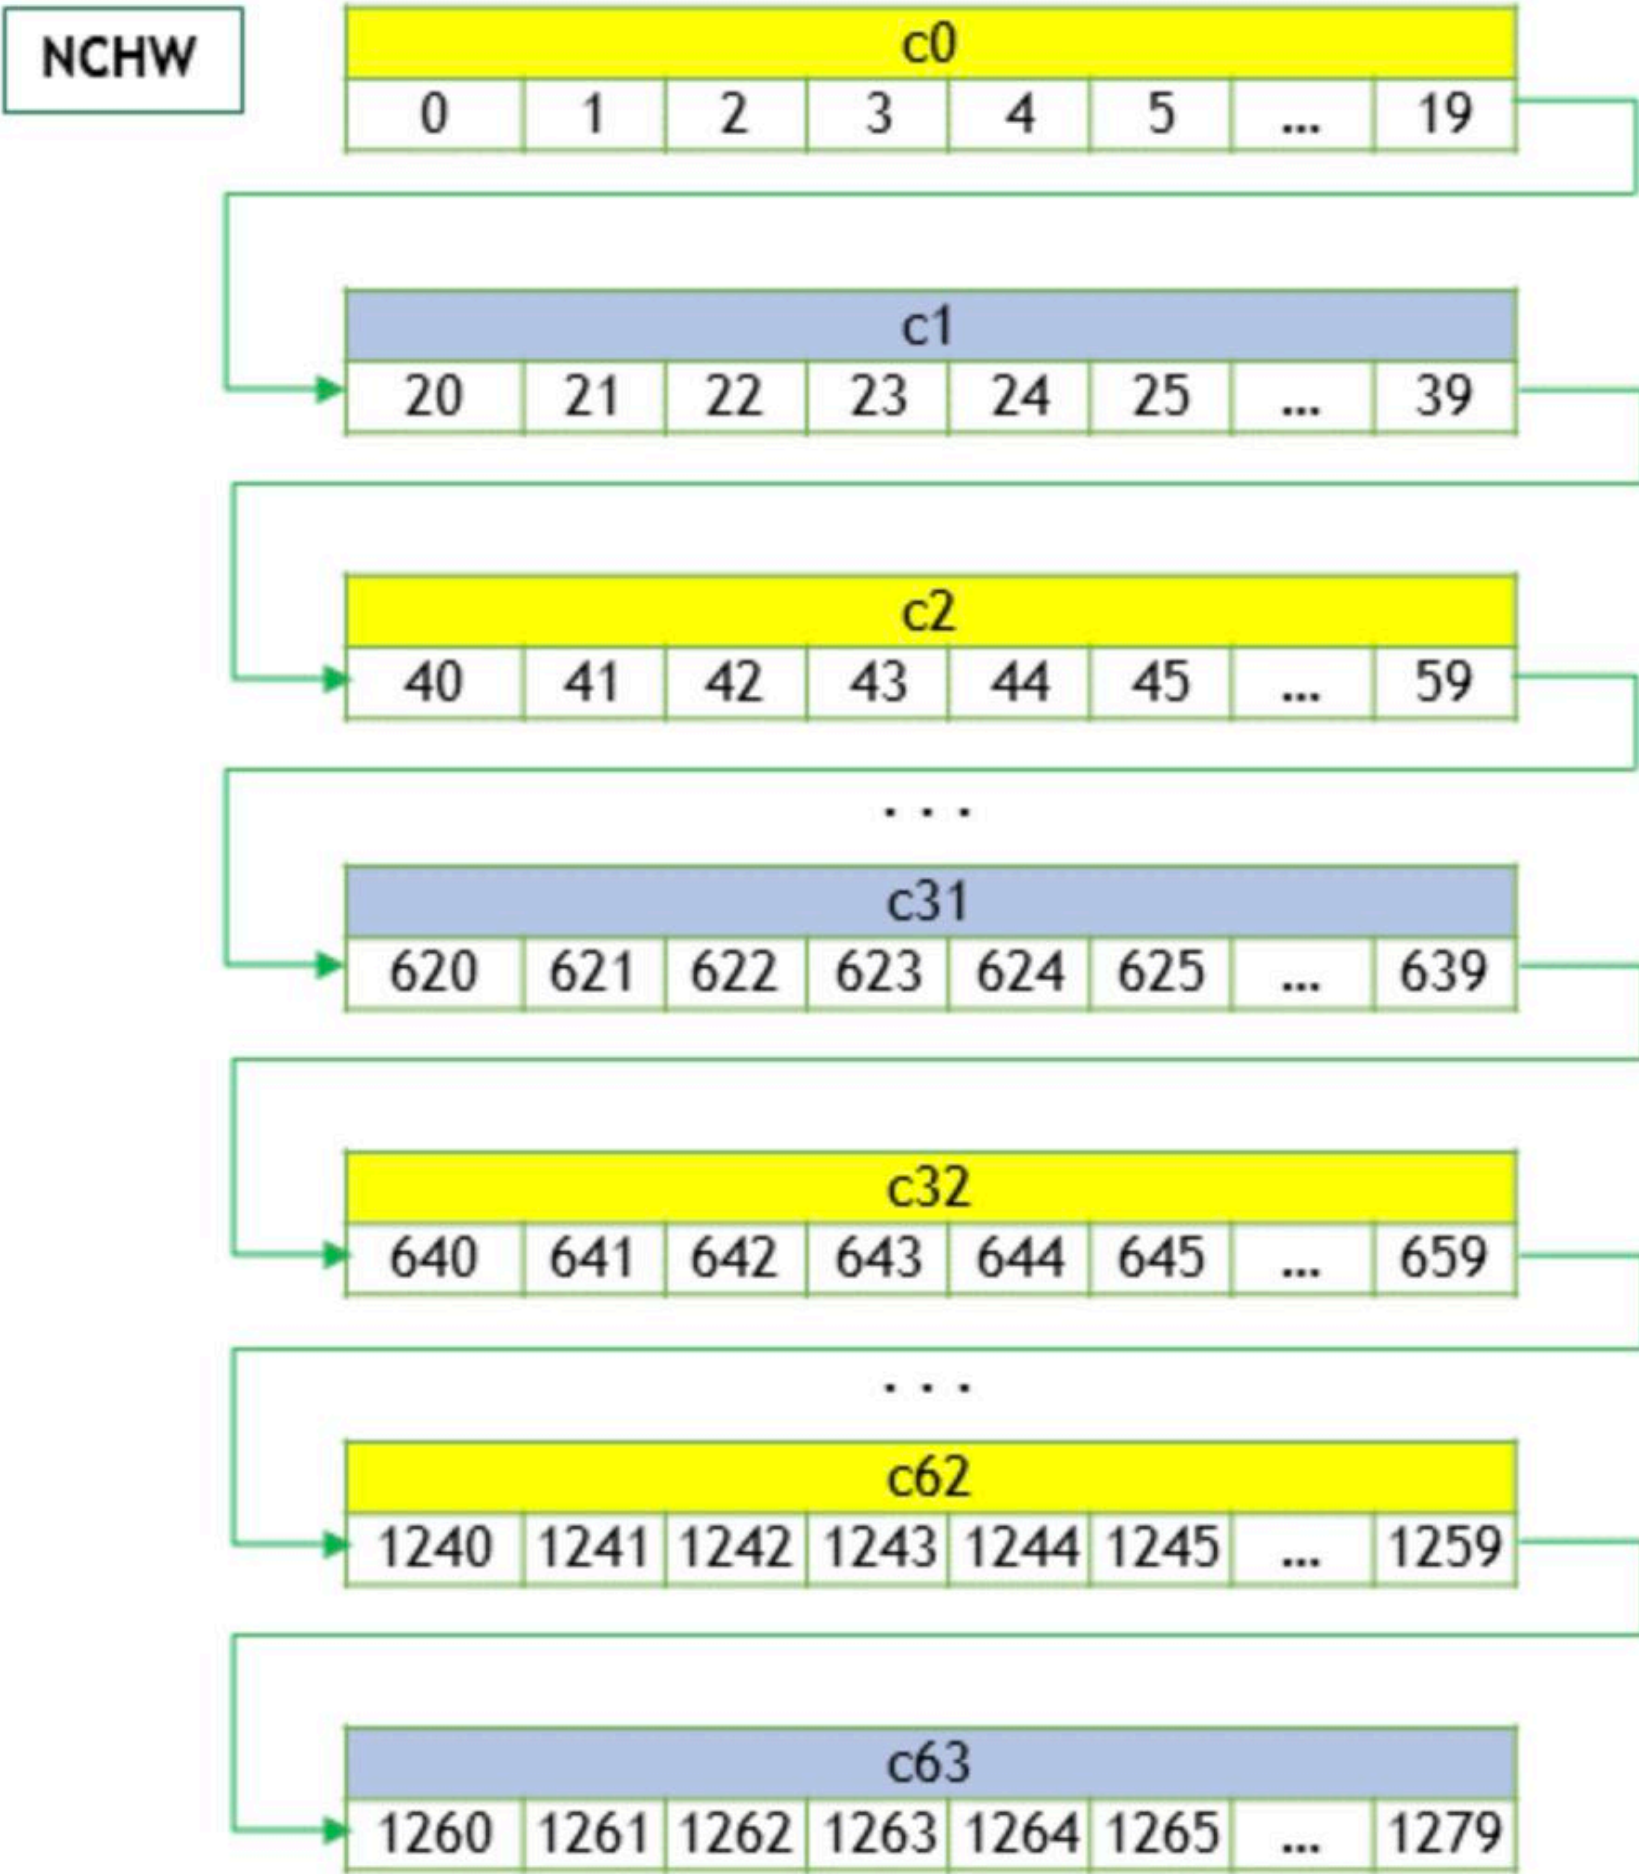 NCHW
c0
0 1 2 3 4 5 ... 19
c1
20 21 22 23 24 25 ... 39
c2
40 41 42 43 44 45 ... 59
. . .
c31
620 621 622 623 624 625 ... 639
c32
640 641 642 643 644 645 ... 659
. . .
c62
1240 1241 1242 1243 1244 1245 ... 1259
c63
1260 1261 1262 1263 1264 1265 ... 1279